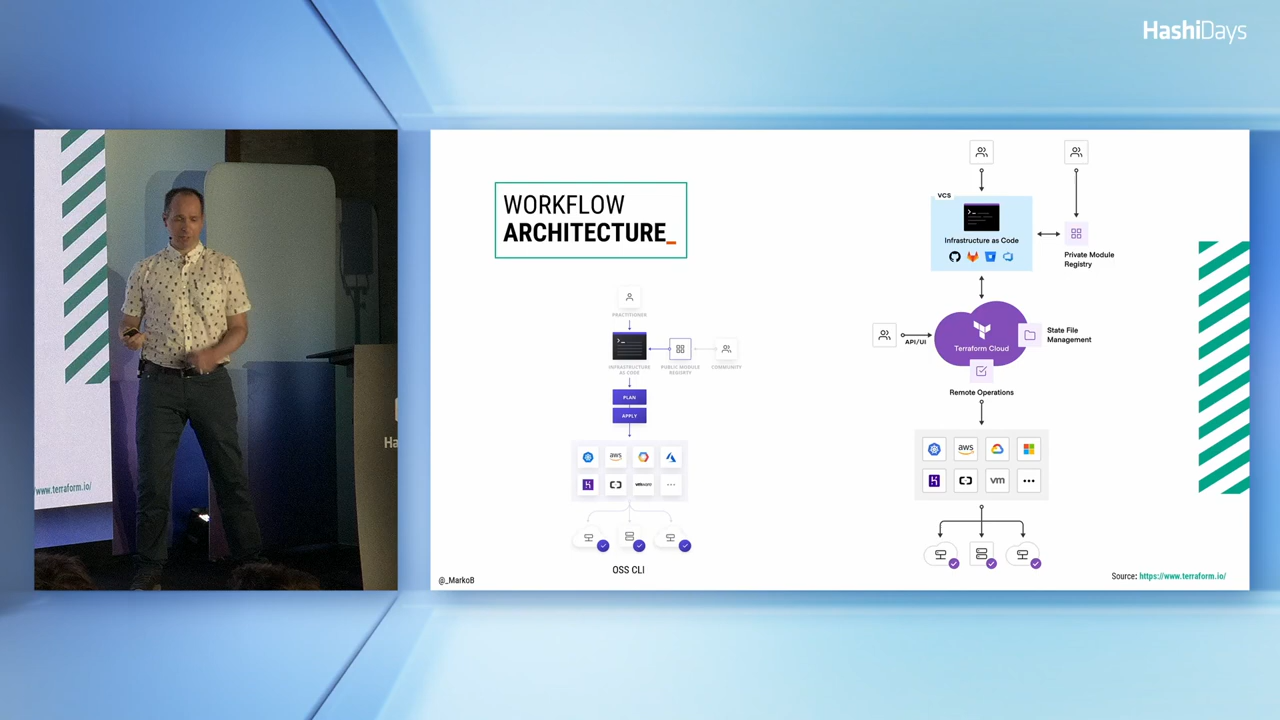 HashiDays
WORKFLOW
ARCHITECTURE_
PRACTITIONER
INFRASTRUCTURE
AS CODE
PUBLIC MODULE
REGISTRY
COMMUNITY
PLAN
APPLY
aws
vmware
...
OSS CLI
@_MarkoB
VCS
Infrastructure as Code
Private Module
Registry
API/UI
Terraform Cloud
State File
Management
Remote Operations
aws
vm
...
Source: https://www.terraform.io/
www.terraform.io/
Ha